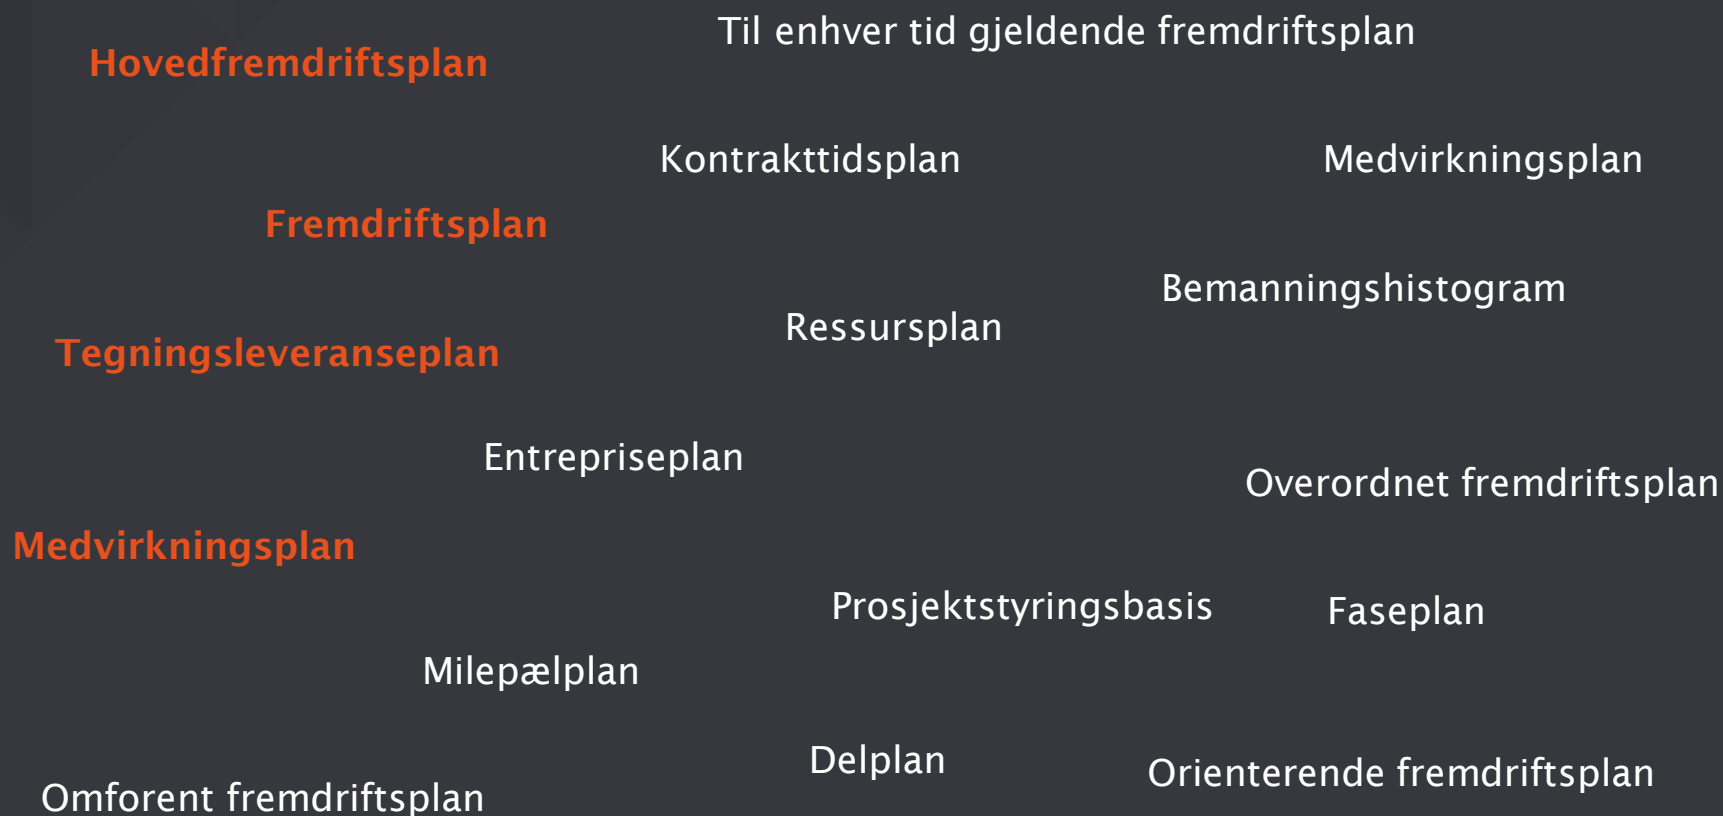 Til enhver tid gjeldende fremdriftsplan
Hovedfremdriftsplan
Kontrakttidsplan
Medvirkningsplan
Fremdriftsplan
Bemanningshistogram
Ressursplan
Tegningsleveranseplan
Entrepriseplan
Overordnet fremdriftsplan
Medvirkningsplan
Prosjektstyringsbasis
Faseplan
Milepælplan
Delplan
Orienterende fremdriftsplan
Omforent fremdriftsplan